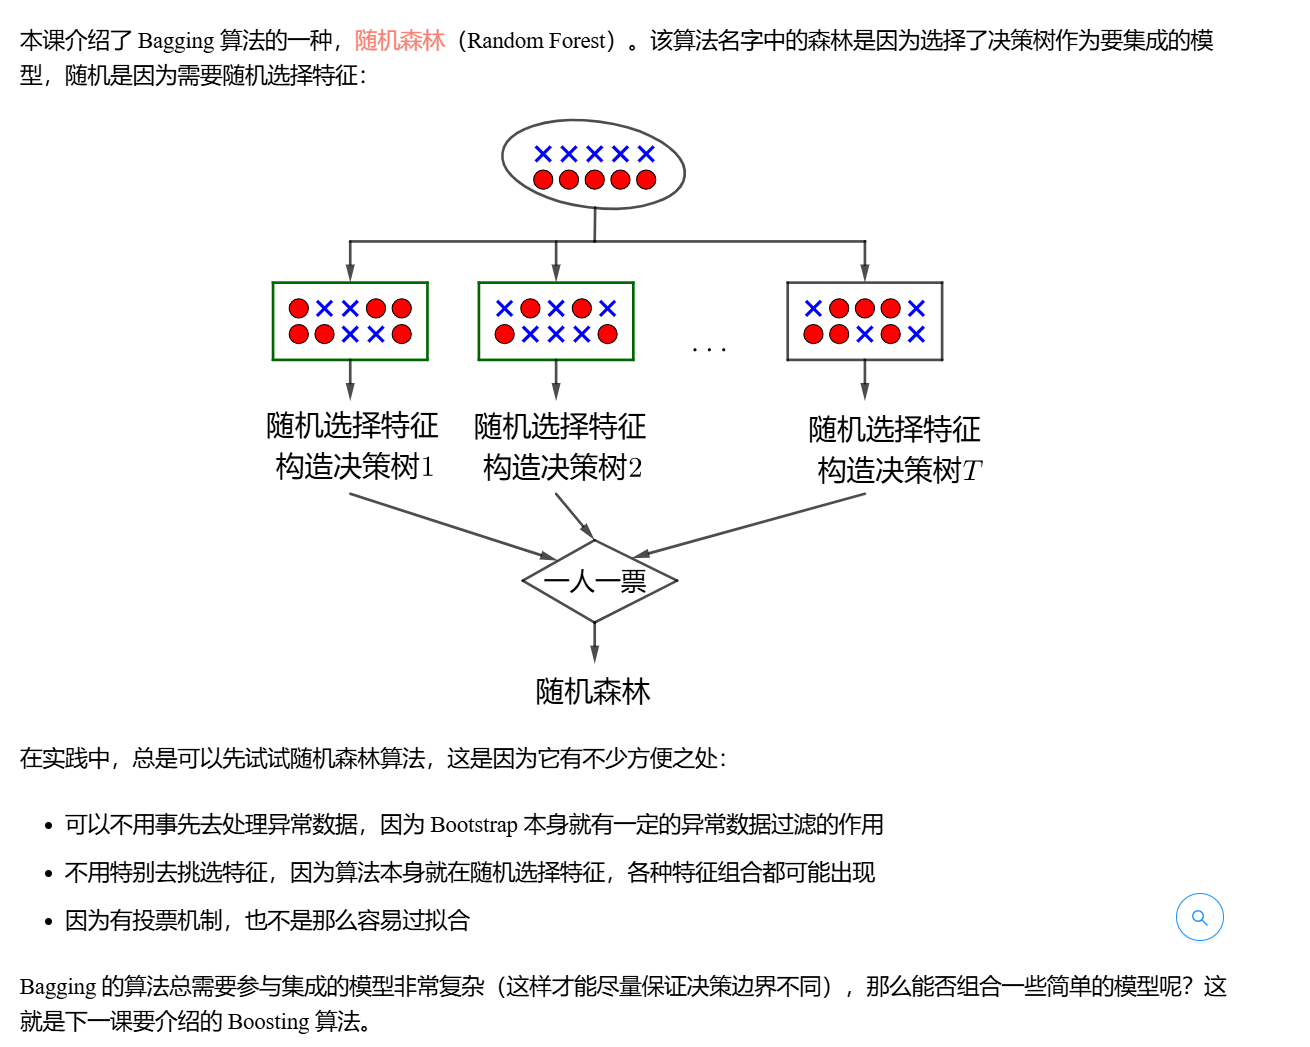 本课介绍了 Bagging 算法的一种，随机森林（Random Forest）。该算法名字中的森林是因为选择了决策树作为要集成的模
型，随机是因为需要随机选择特征：
...
随机选择特征
构造决策树1
随机选择特征
构造决策树2
随机选择特征
构造决策树T
一人一票
随机森林
在实践中，总是可以先试试随机森林算法，这是因为它有不少方便之处：
• 可以不用事先去处理异常数据，因为 Bootstrap 本身就有一定的异常数据过滤的作用
• 不用特别去挑选特征，因为算法本身就在随机选择特征，各种特征组合都可能出现
• 因为有投票机制，也不是那么容易过拟合
Bagging 的算法总需要参与集成的模型非常复杂（这样才能尽量保证决策边界不同），那么能否组合一些简单的模型呢？这
就是下一课要介绍的 Boosting 算法。